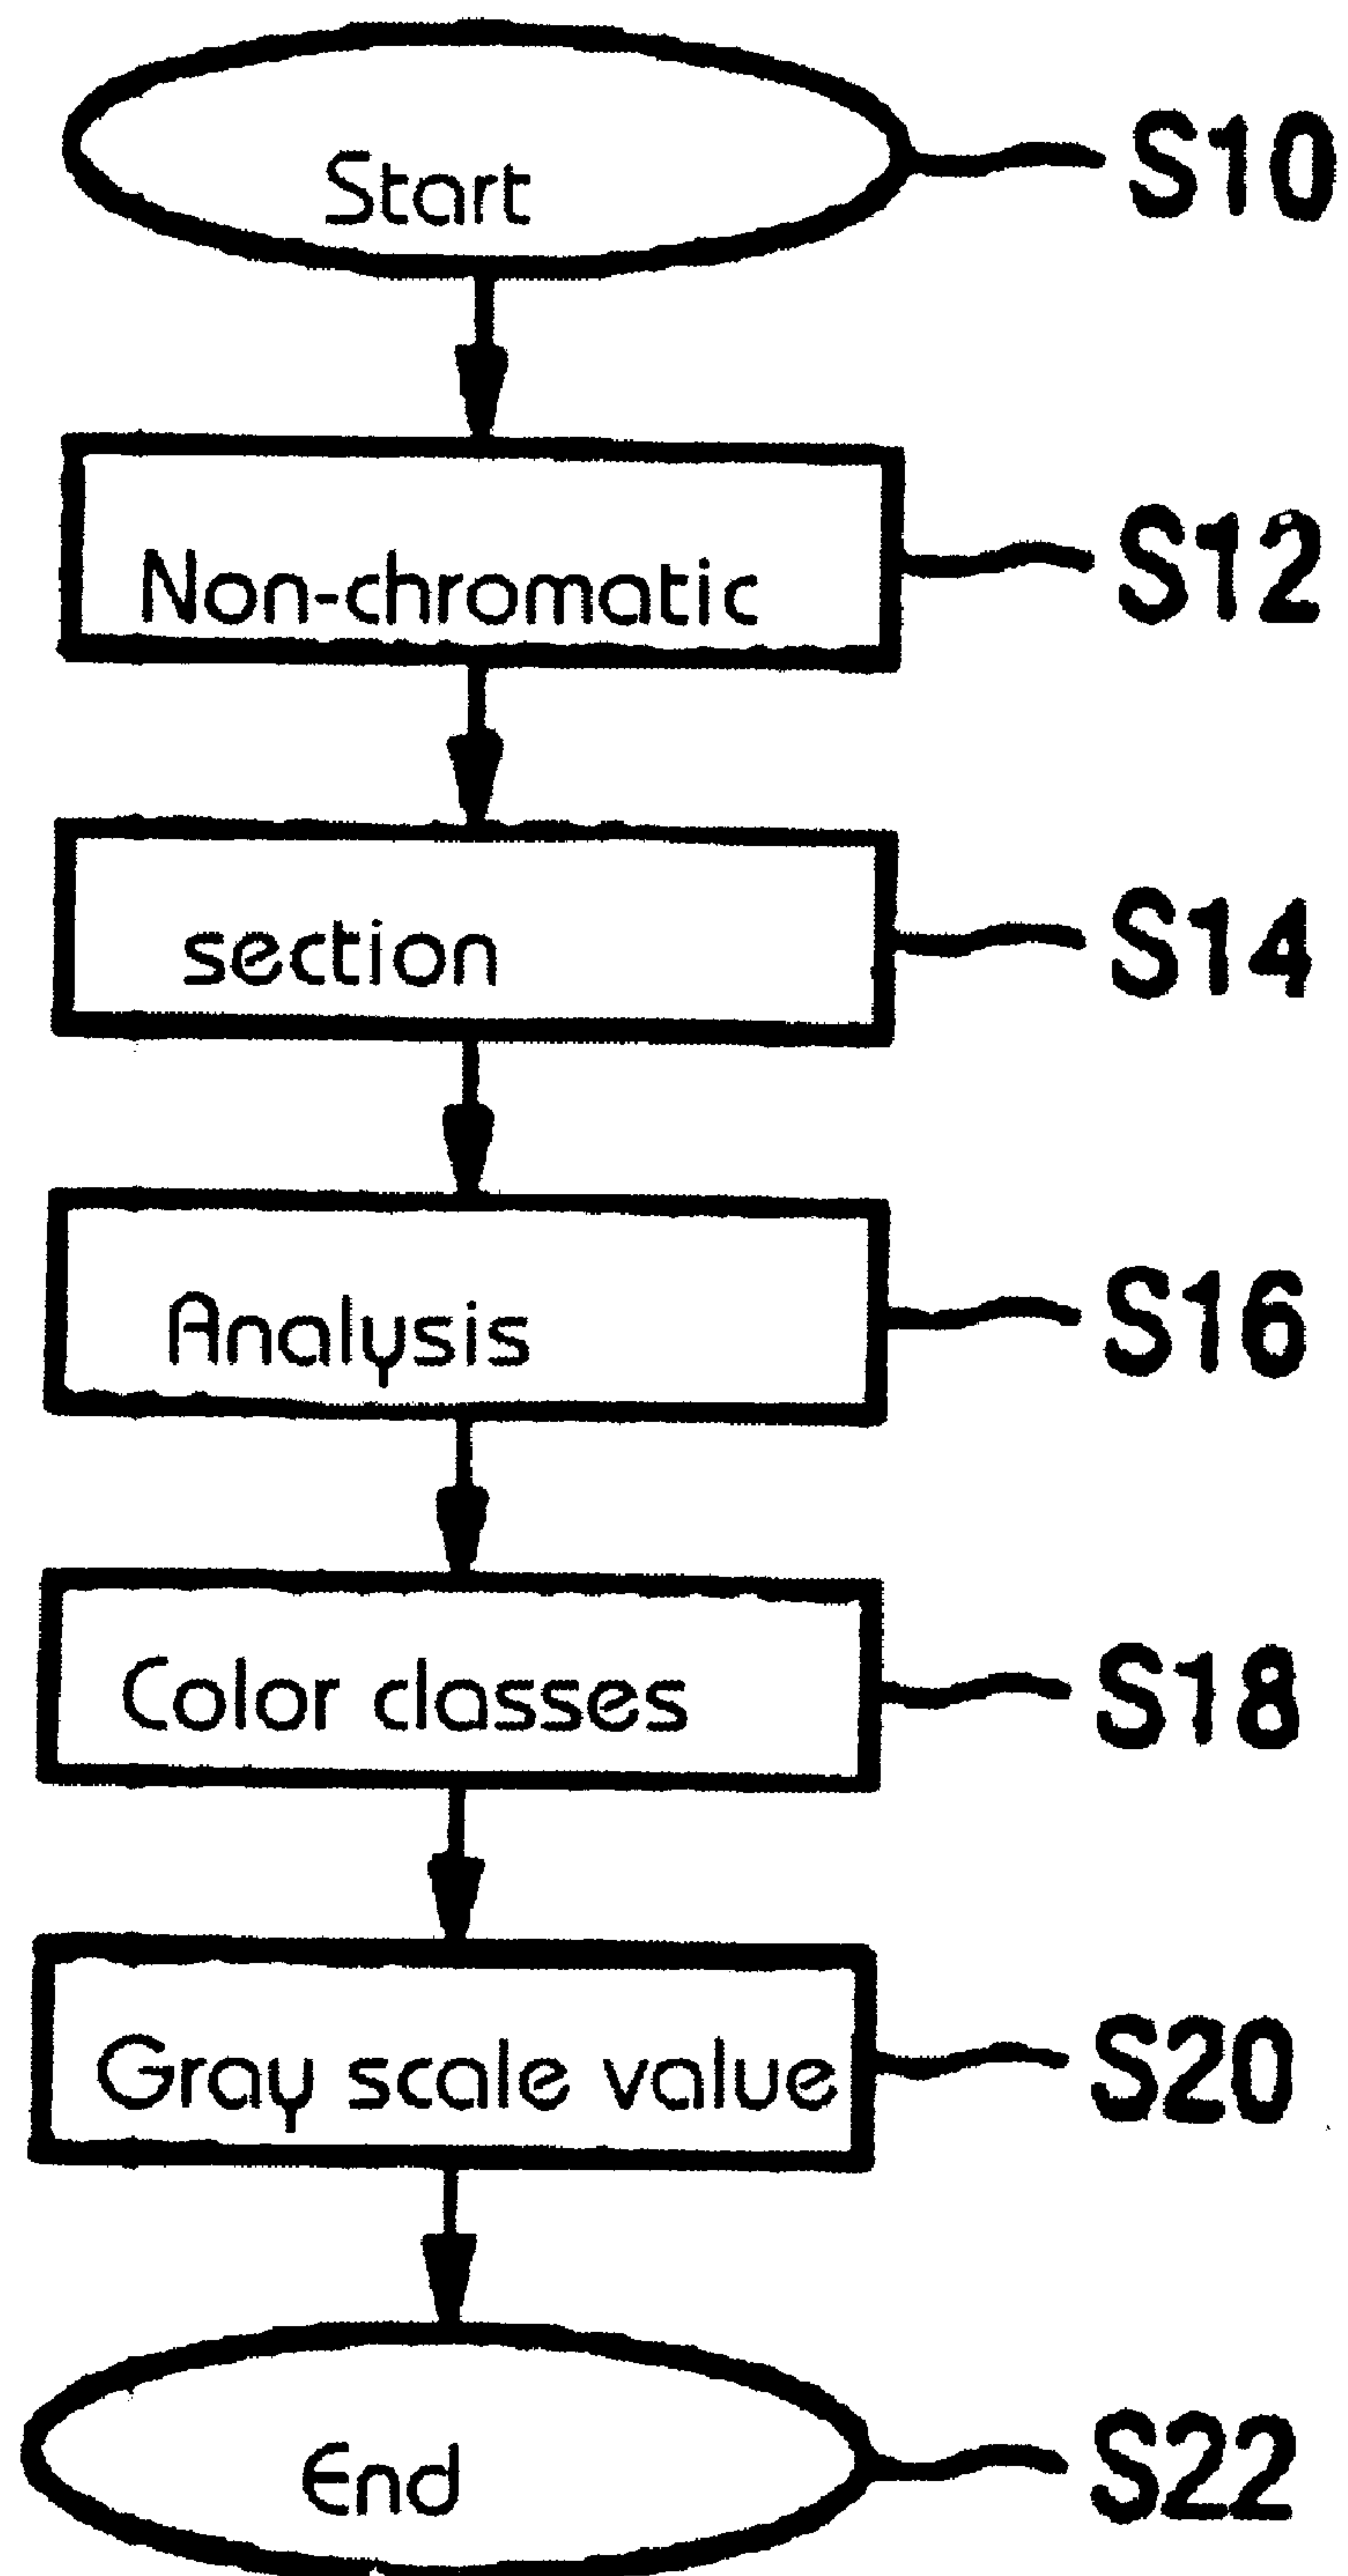 Start
S10
Non-chromatic
S12
section
S14
Analysis
S16
Color classes
S18
Gray scale value
S20
End
S22